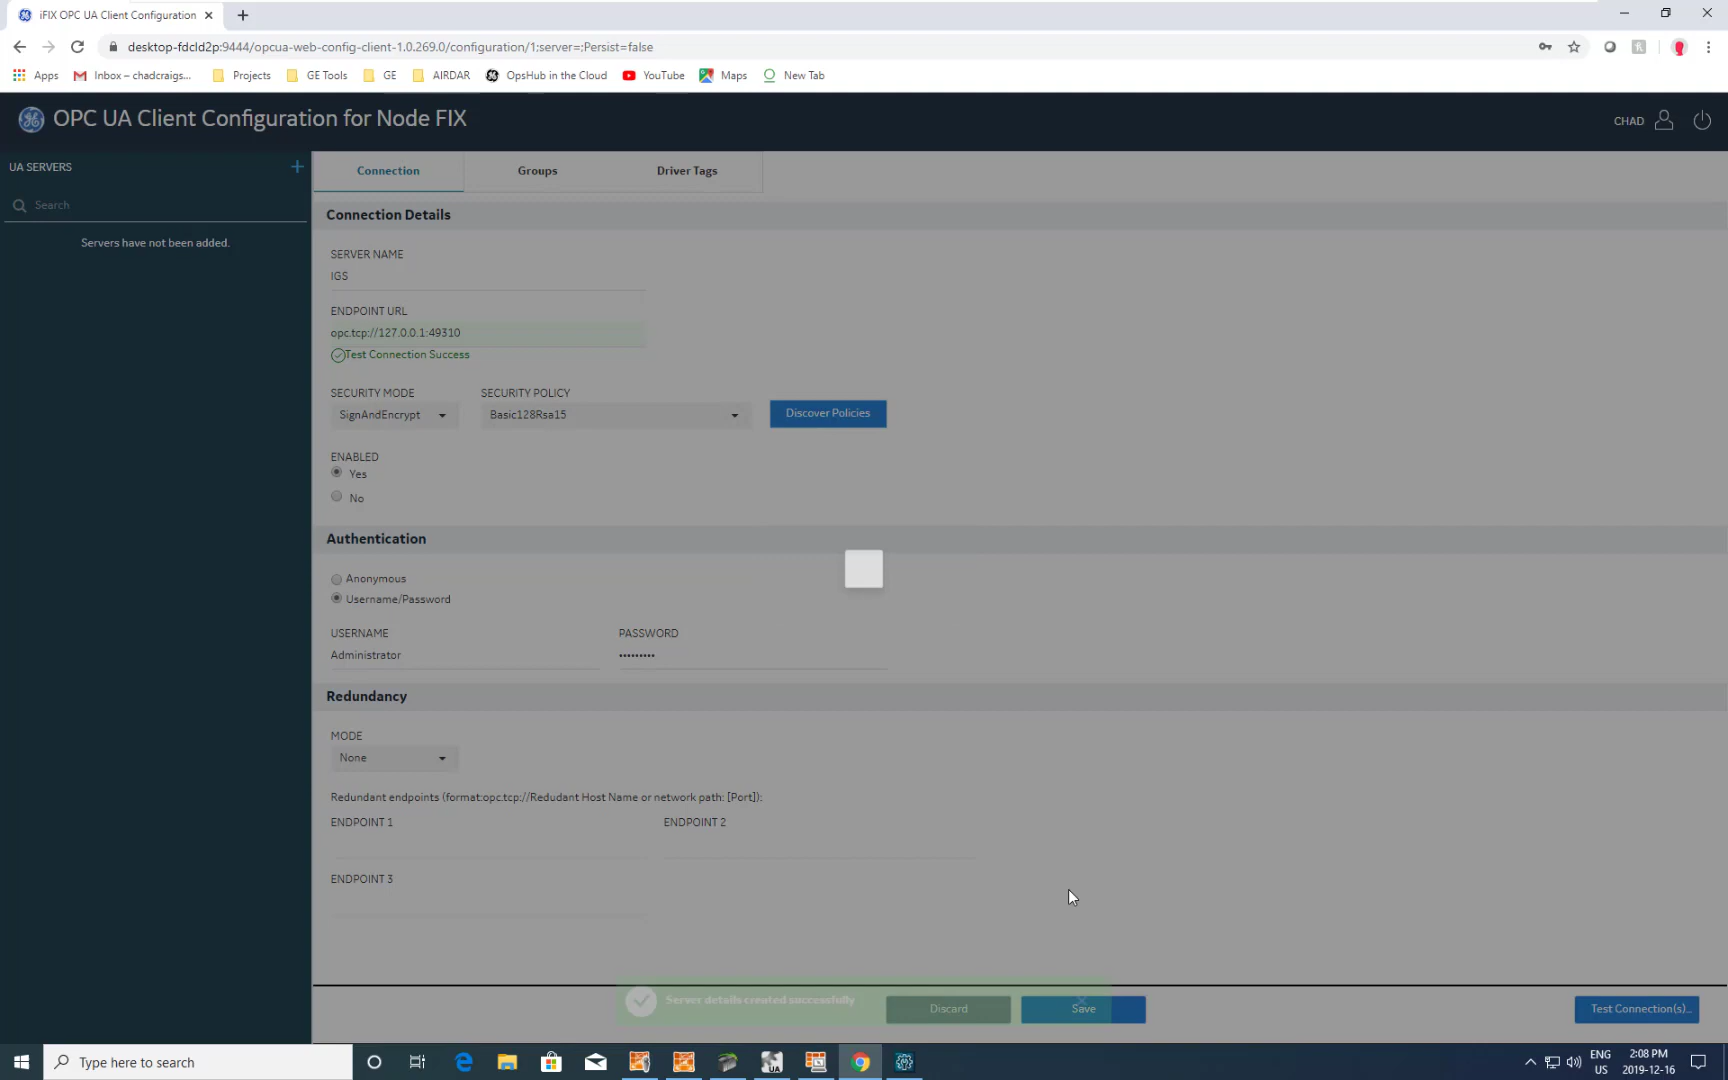 iFIX OPC UA Client Configuration
desktop-fdcld2p:9444/opcua-web-config-client-1.0.269.0/configuration/1;server=;Persist=false
Apps
Inbox – chadcraigs...
Projects
GE Tools
GE
AIRDAR
OpsHub in the Cloud
YouTube
Maps
New Tab
OPC UA Client Configuration for Node FIX
CHAD
UA SERVERS
Search
Servers have not been added.
Connection
Groups
Driver Tags
Connection Details
SERVER NAME
IGS
ENDPOINT URL
opc.tcp://127.0.0.1:49310
Test Connection Success
SECURITY MODE
SECURITY POLICY
SignAndEncrypt
Basic128Rsa15
Discover Policies
ENABLED
Yes
No
Authentication
Anonymous
Username/Password
USERNAME
PASSWORD
Administrator
•••••••••
Redundancy
MODE
None
Redundant endpoints (format:opc.tcp://Redudant Host Name or network path: [Port]):
ENDPOINT 1
ENDPOINT 2
ENDPOINT 3
Server details created successfully
Discard
Save
Test Connection(s)...
Type here to search
UA
ENG
US
2:08 PM
2019-12-16